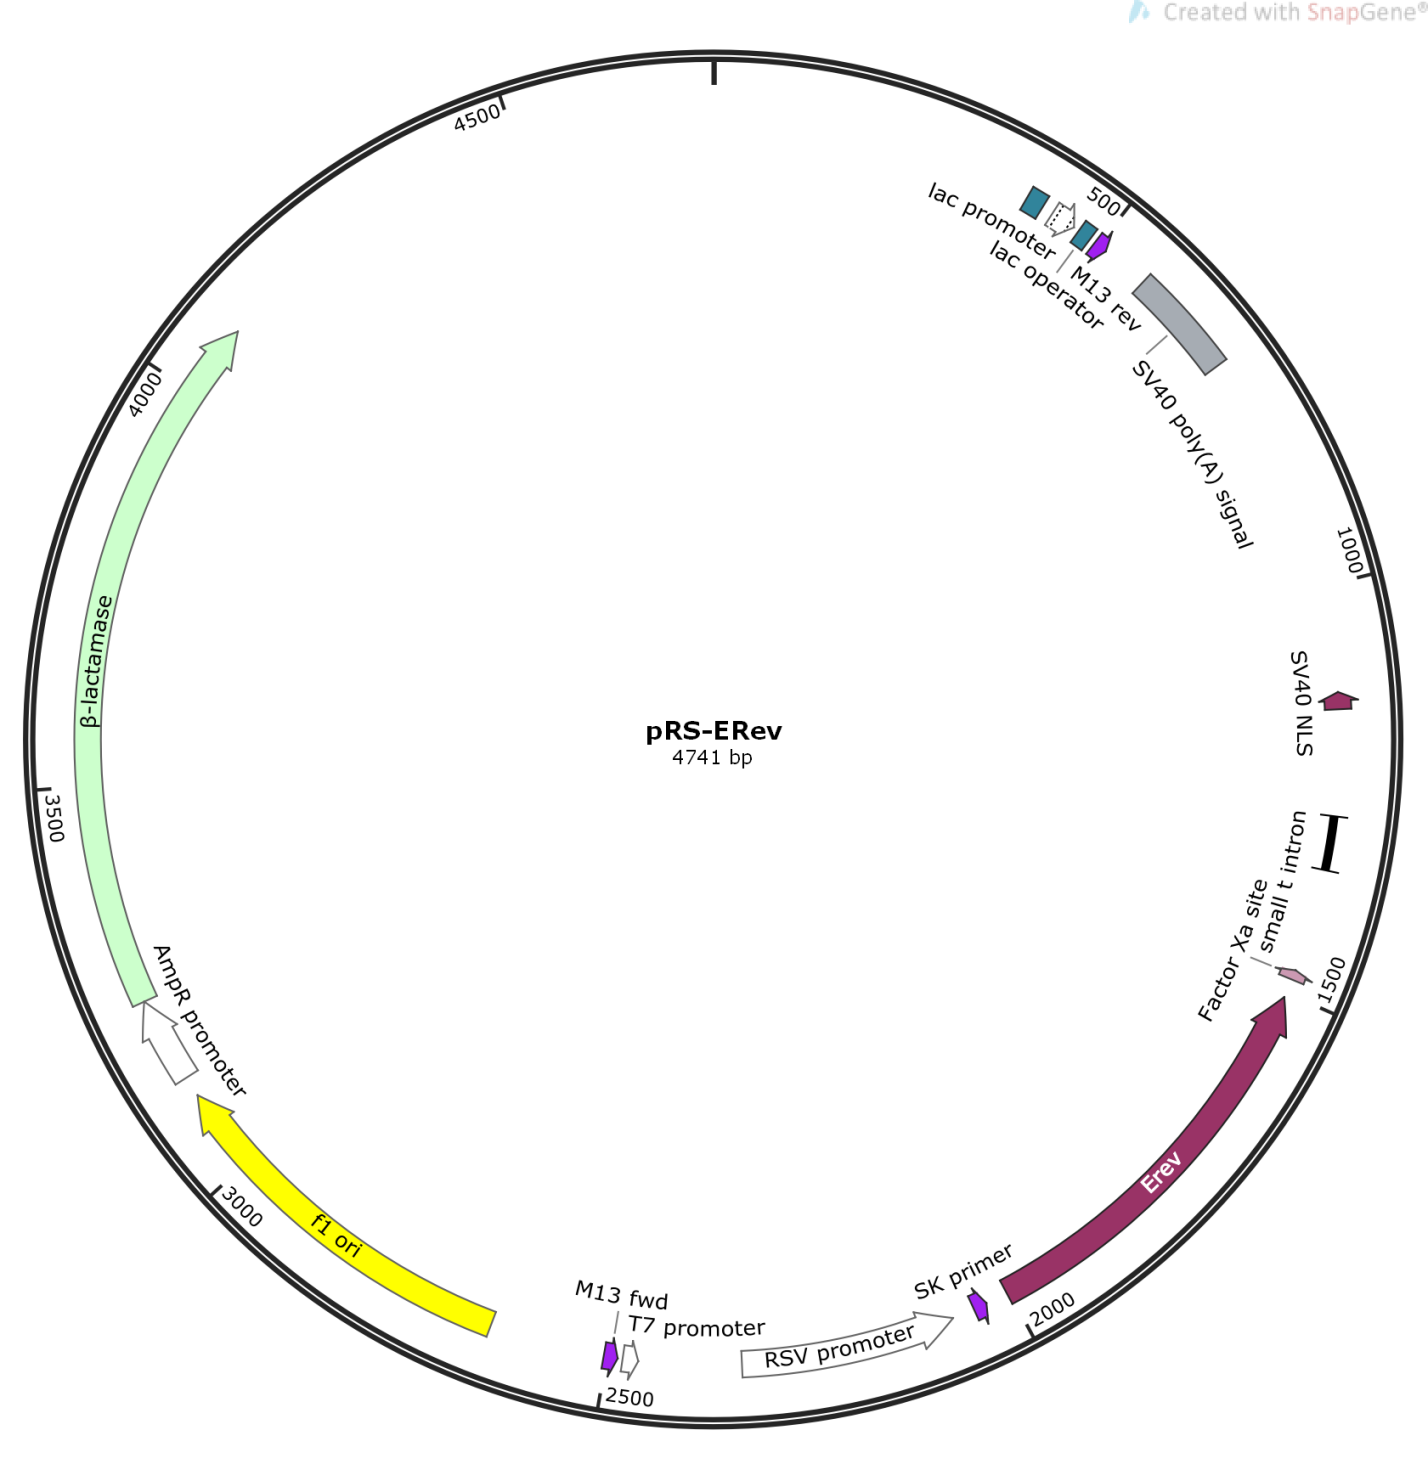 Created with SnapGene®
4500
500
lac promoter
lac operator
M13 rev
SV40 poly(A) signal
4000
1000
β-lactamase
SV40 NLS
pRS-ERev
4741 bp
3500
small t intron
Factor Xa site
1500
AmpR promoter
Erev
3000
f1 ori
SK primer
M13 fwd
T7 promoter
2000
RSV promoter
2500